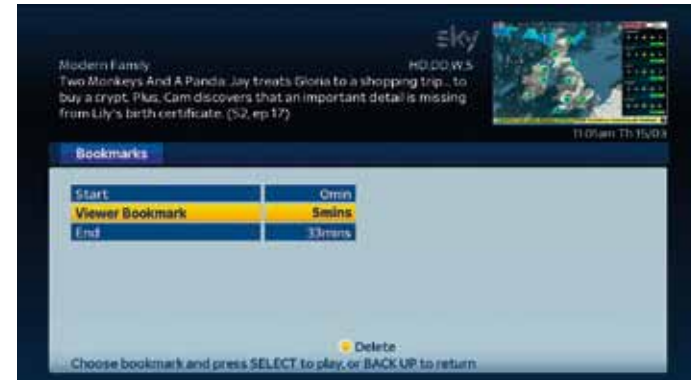 sky
Modern Family HD,DD,W,S
Two Monkeys And A Panda: Jay treats Gloria to a shopping trip... to
buy a crypt. Plus, Cam discovers that an important detail is missing
from Lily's birth certificate. (S2, ep 17)
11:05am Th 15/03
Bookmarks
Start 0min
Viewer Bookmark 5mins
End 33mins
Delete
Choose bookmark and press SELECT to play, or BACK UP to return